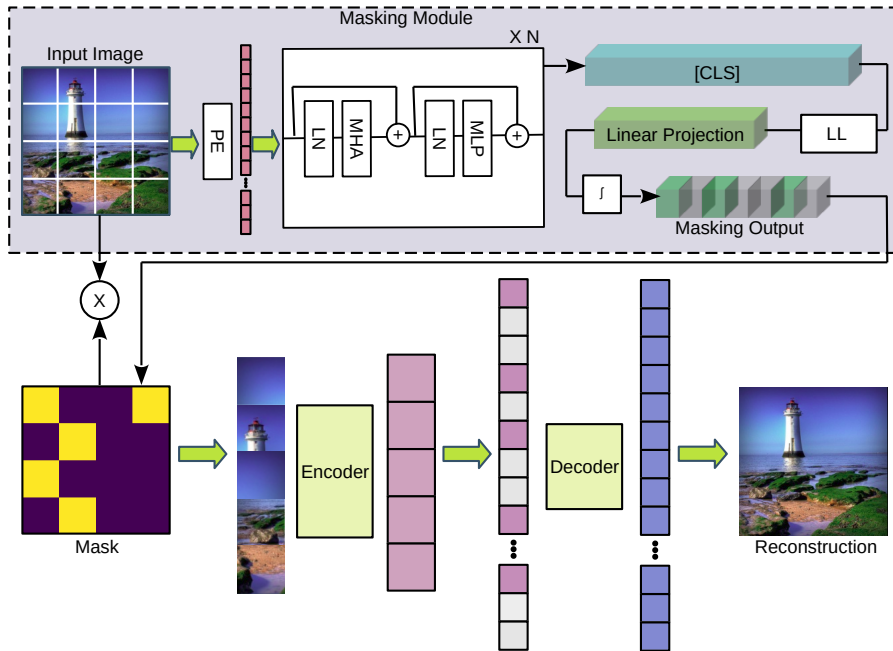 Masking Module
Input Image
X N
PE
LN
MHA
+
LN
MLP
+
[CLS]
Linear Projection
LL
∫
Masking Output
X
Mask
Encoder
Decoder
Reconstruction